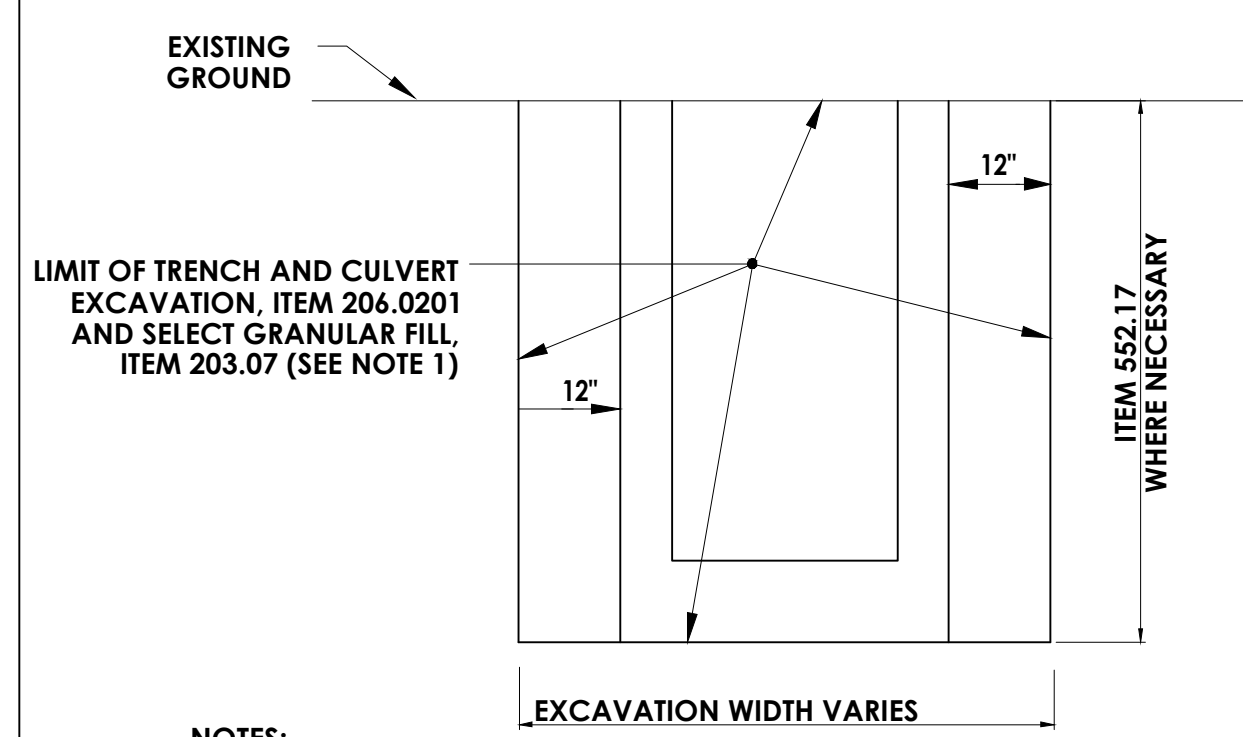 EXISTING
GROUND
12"
LIMIT OF TRENCH AND CULVERT
EXCAVATION, ITEM 206.0201
AND SELECT GRANULAR FILL,
ITEM 203.07 (SEE NOTE 1)
12"
ITEM 552.17
WHERE NECESSARY
EXCAVATION WIDTH VARIES
NOTES: